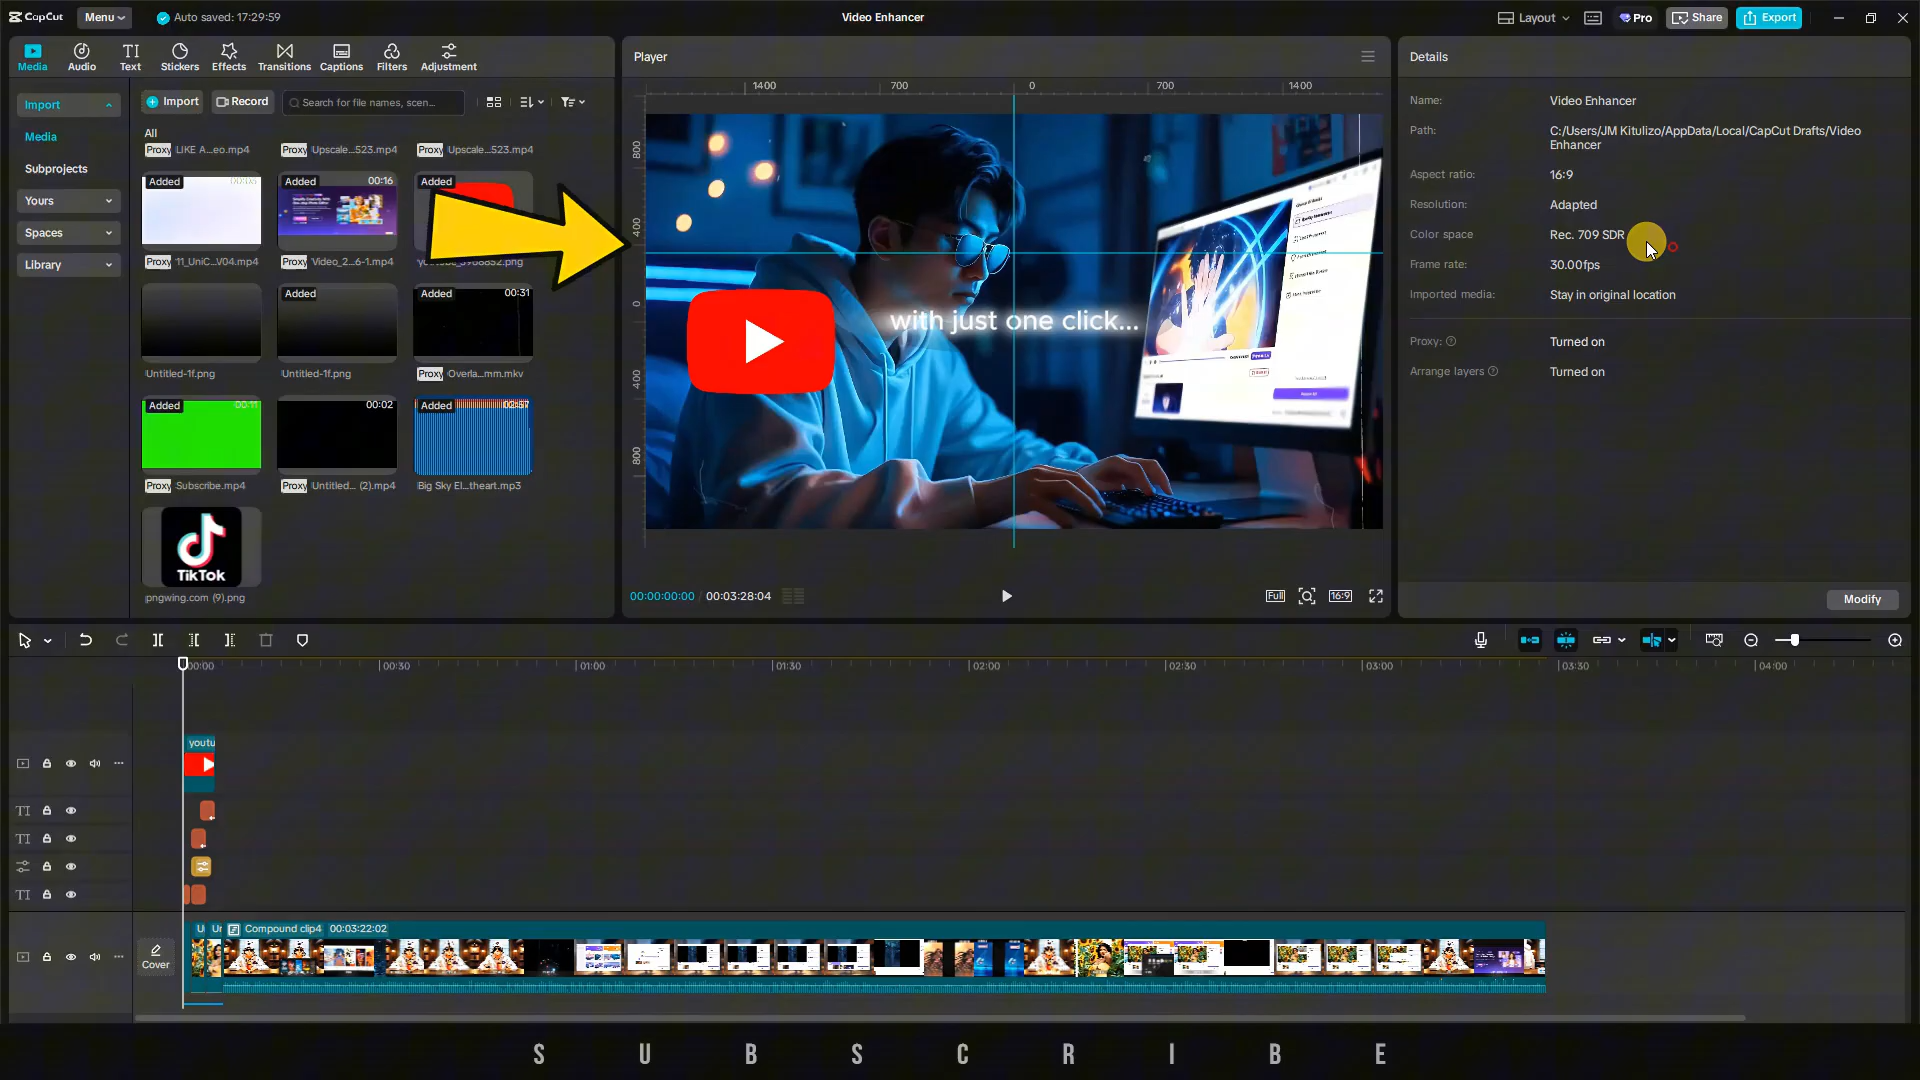 CapCut
Menu
Auto saved: 17:29:59
Video Enhancer
Layout
Pro
Share
Export
Media
Audio
Text
Stickers
Effects
Transitions
Captions
Filters
Adjustment
Import
Media
Subprojects
Yours
Spaces
Library
Import
Record
Search for file names, scen...
All
Proxy LIKE A...eo.mp4
Proxy Upscale...523.mp4
Proxy Upscale...523.mp4
Added
Added 00:16
Added
Proxy 11_UniC...V04.mp4
Proxy Video_2...6-1.mp4
Added
Added 00:31
Untitled-1f.png
Untitled-1f.png
Proxy Overla...mm.mkv
Added 00:11
00:02
Added 02:57
Proxy Subscribe.mp4
Proxy Untitled... (2).mp4
Big Sky El...theart.mp3
TikTok
pngwing.com (9).png
Player
1400 700 0 700 1400
800
400
0
400
800
with just one click...
00:00:00:00 / 00:03:28:04
Full
16:9
Details
Name: Video Enhancer
Path: C:/Users/JM Kitulizo/AppData/Local/CapCut Drafts/Video
Enhancer
Aspect ratio: 16:9
Resolution: Adapted
Color space Rec. 709 SDR
Frame rate: 30.00fps
Imported media: Stay in original location
Proxy: Turned on
Arrange layers Turned on
Modify
00:00 00:30 01:00 01:30 02:00 02:30 03:00 03:30 04:00
youtu
TI
TI
TI
Cover
U Ur Compound clip4 00:03:22:02
SUBSCRIBE